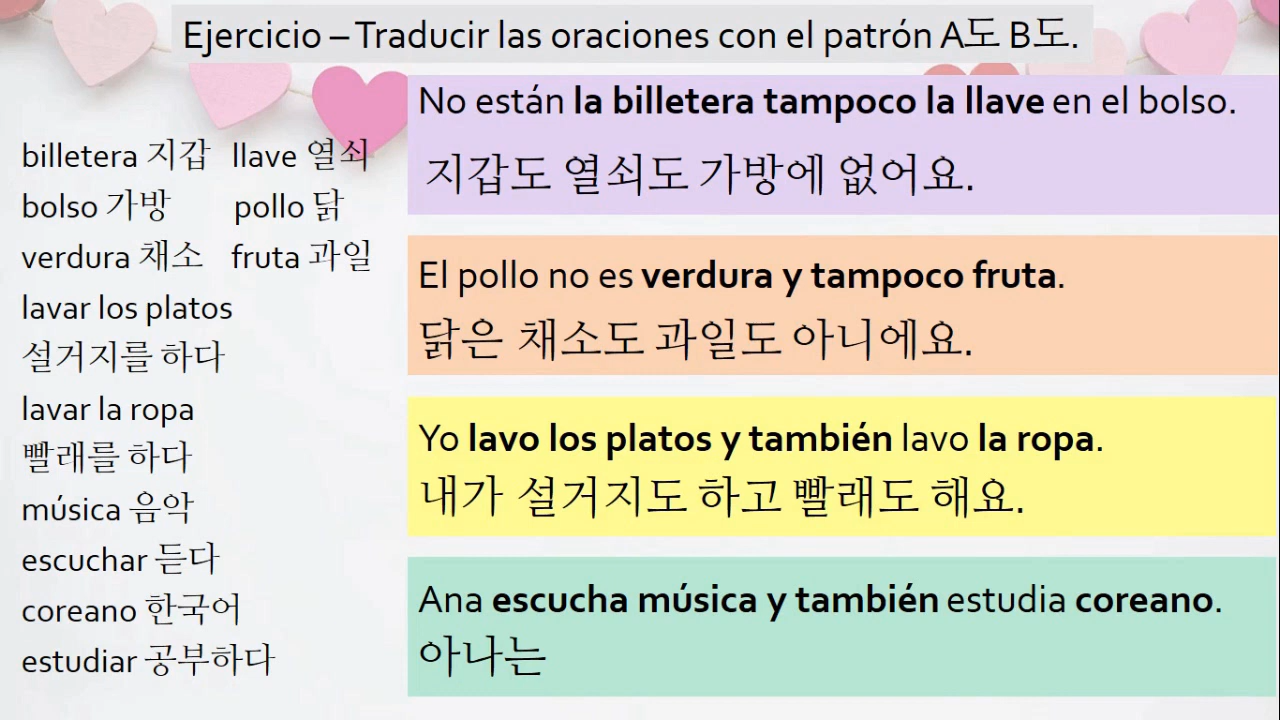 Ejercicio – Traducir las oraciones con el patrón A도 B도.
billetera 지갑 llave 열쇠
bolso 가방 pollo 닭
verdura 채소 fruta 과일
lavar los platos
설거지를 하다
lavar la ropa
빨래를 하다
música 음악
escuchar 듣다
coreano 한국어
estudiar 공부하다
No están la billetera tampoco la llave en el bolso.
지갑도 열쇠도 가방에 없어요.
El pollo no es verdura y tampoco fruta.
닭은 채소도 과일도 아니에요.
Yo lavo los platos y también lavo la ropa.
내가 설거지도 하고 빨래도 해요.
Ana escucha música y también estudia coreano.
아나는